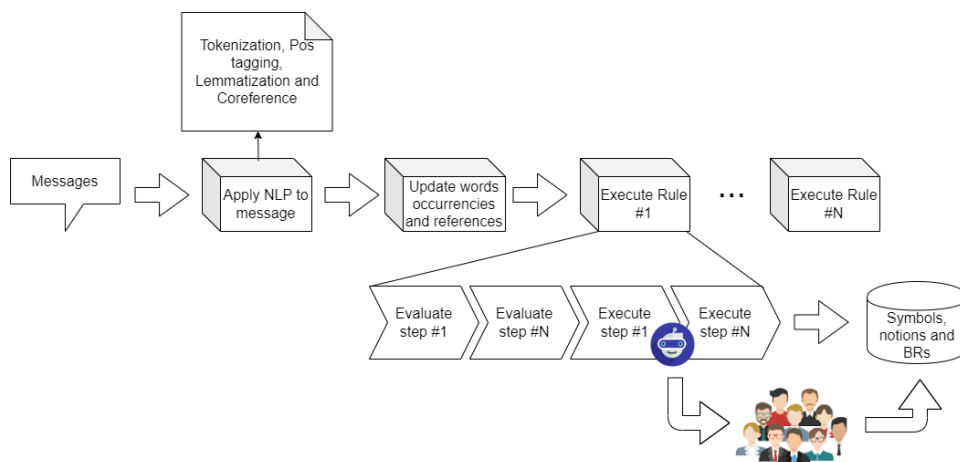 Tokenization, Pos
tagging,
Lemmatization and
Coreference
Messages
Apply NLP to
message
Update words
occurrencies
and references
Execute Rule
#1
...
Execute Rule
#N
Evaluate
step #1
Evaluate
step #N
Execute
step #1
Execute
step #N
Symbols,
notions and
BRs